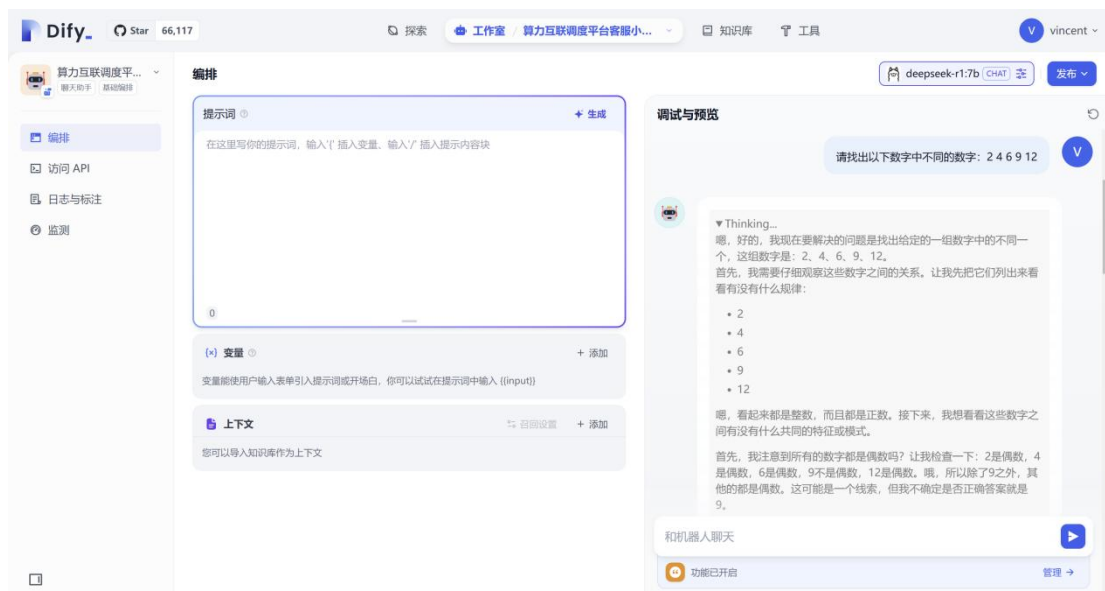 Dify_ Star 66,117 探索 工作室 / 算力互联调度平台客服小... 知识库 工具 V vincent
算力互联调度平...
聊天助手 基础编排
编排
访问 API
日志与标注
监测
编排
deepseek-r1:7b CHAT 发布
提示词 生成
在这里写你的提示词，输入'{' 插入变量、输入'/' 插入提示内容块
0
{x} 变量 + 添加
变量能使用户输入表单引入提示词或开场白，你可以试试在提示词中输入 {{input}}
上下文 召回设置 + 添加
您可以导入知识库作为上下文
调试与预览
请找出以下数字中不同的数字：2 4 6 9 12 V
▼Thinking...
嗯，好的，我现在要解决的问题是找出给定的一组数字中的不同一
个，这组数字是：2、4、6、9、12。
首先，我需要仔细观察这些数字之间的关系。让我先把它们列出来看
看有没有什么规律：
• 2
• 4
• 6
• 9
• 12
嗯，看起来都是整数，而且都是正数。接下来，我想看看这些数字之
间有没有什么共同的特征或模式。
首先，我注意到所有的数字都是偶数吗？让我检查一下：2是偶数，4
是偶数，6是偶数，9不是偶数，12是偶数。哦，所以除了9之外，其
他的都是偶数。这可能是一个线索，但我不确定是否正确答案就是
9。
和机器人聊天
功能已开启 管理 →